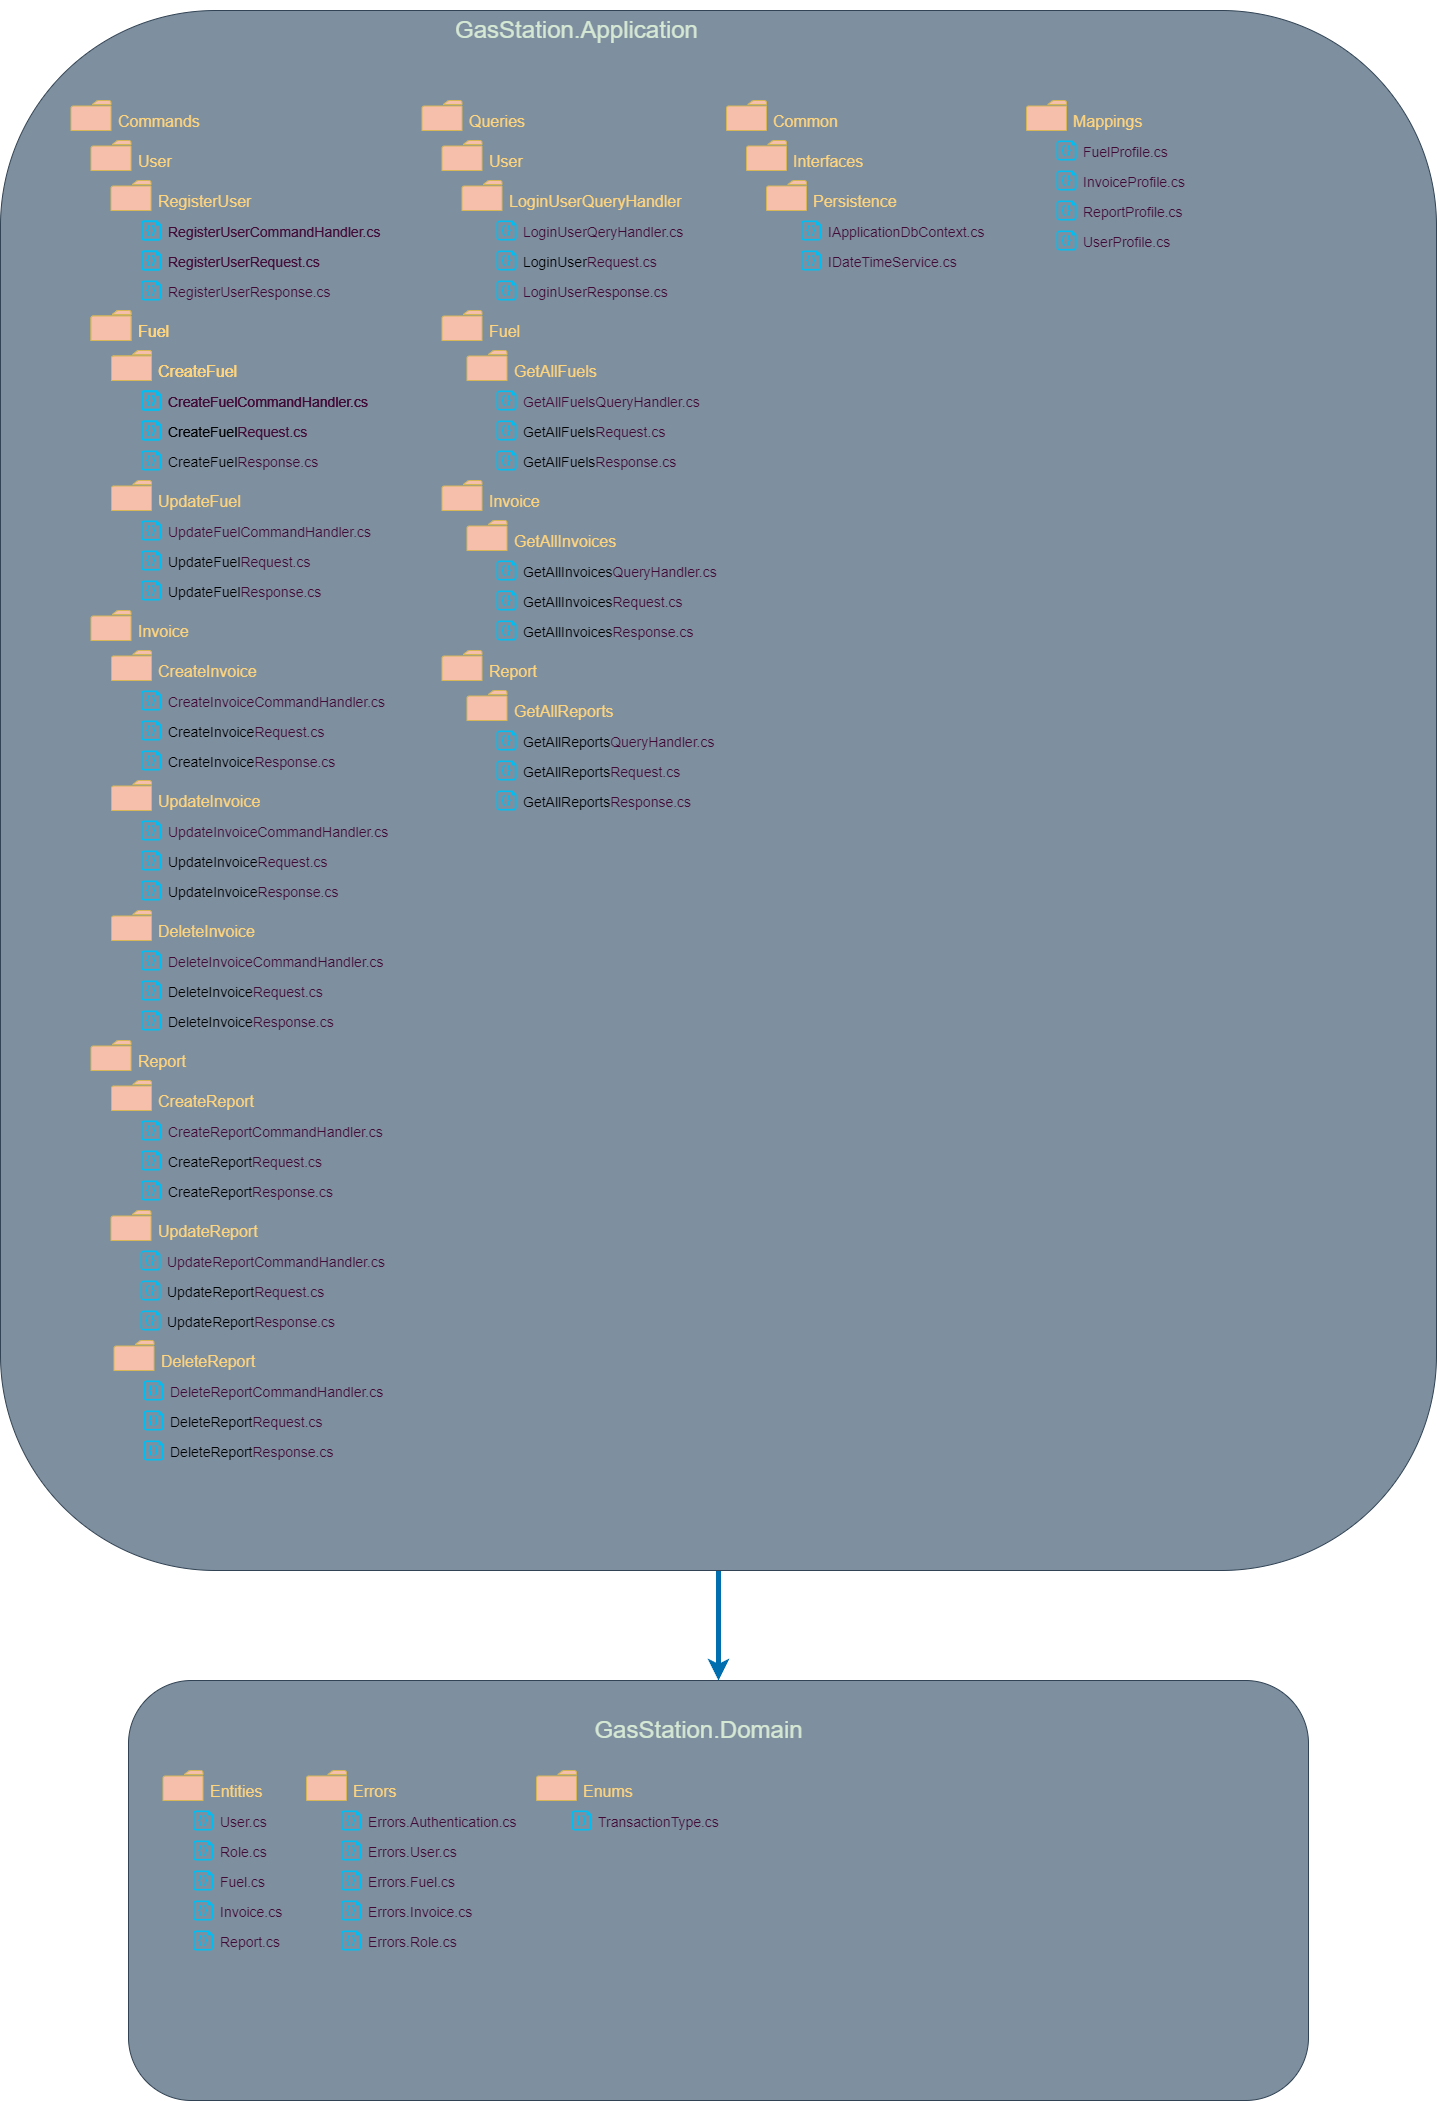 GasStation.Application
Commands
User
RegisterUser
RegisterUserCommandHandler.cs
RegisterUserRequest.cs
RegisterUserResponse.cs
Fuel
CreateFuel
CreateFuelCommandHandler.cs
CreateFuelRequest.cs
CreateFuelResponse.cs
UpdateFuel
UpdateFuelCommandHandler.cs
UpdateFuelRequest.cs
UpdateFuelResponse.cs
Invoice
CreateInvoice
CreateInvoiceCommandHandler.cs
CreateInvoiceRequest.cs
CreateInvoiceResponse.cs
UpdateInvoice
UpdateInvoiceCommandHandler.cs
UpdateInvoiceRequest.cs
UpdateInvoiceResponse.cs
DeleteInvoice
DeleteInvoiceCommandHandler.cs
DeleteInvoiceRequest.cs
DeleteInvoiceResponse.cs
Report
CreateReport
CreateReportCommandHandler.cs
CreateReportRequest.cs
CreateReportResponse.cs
UpdateReport
UpdateReportCommandHandler.cs
UpdateReportRequest.cs
UpdateReportResponse.cs
DeleteReport
DeleteReportCommandHandler.cs
DeleteReportRequest.cs
DeleteReportResponse.cs
Queries
User
LoginUserQueryHandler
LoginUserQeryHandler.cs
LoginUserRequest.cs
LoginUserResponse.cs
Fuel
GetAllFuels
GetAllFuelsQueryHandler.cs
GetAllFuelsRequest.cs
GetAllFuelsResponse.cs
Invoice
GetAllInvoices
GetAllInvoicesQueryHandler.cs
GetAllInvoicesRequest.cs
GetAllInvoicesResponse.cs
Report
GetAllReports
GetAllReportsQueryHandler.cs
GetAllReportsRequest.cs
GetAllReportsResponse.cs
Common
Interfaces
Persistence
IApplicationDbContext.cs
IDateTimeService.cs
Mappings
FuelProfile.cs
InvoiceProfile.cs
ReportProfile.cs
UserProfile.cs
GasStation.Domain
Entities
User.cs
Role.cs
Fuel.cs
Invoice.cs
Report.cs
Errors
Errors.Authentication.cs
Errors.User.cs
Errors.Fuel.cs
Errors.Invoice.cs
Errors.Role.cs
Enums
TransactionType.cs